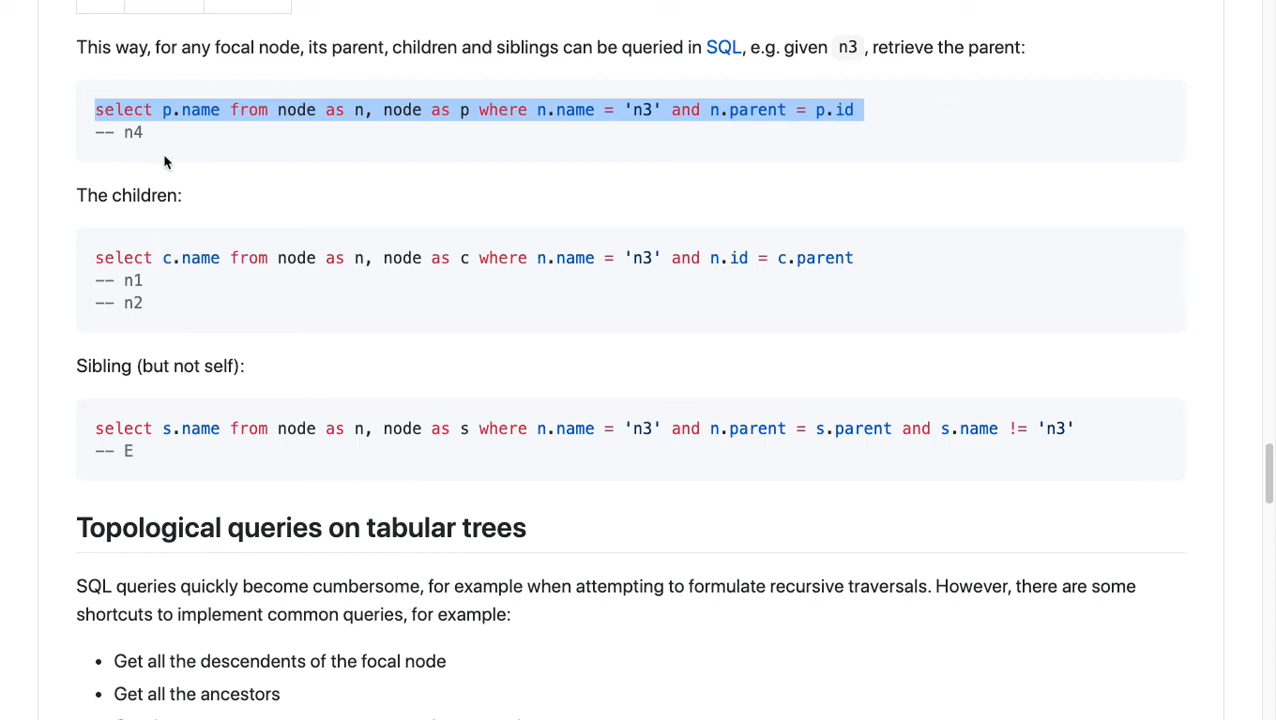 This way, for any focal node, its parent, children and siblings can be queried in SQL, e.g. given n3, retrieve the parent:
select p.name from node as n, node as p where n.name = 'n3' and n.parent = p.id
-- n4
The children:
select c.name from node as n, node as c where n.name = 'n3' and n.id = c.parent
-- n1
-- n2
Sibling (but not self):
select s.name from node as n, node as s where n.name = 'n3' and n.parent = s.parent and s.name != 'n3'
-- E
Topological queries on tabular trees
SQL queries quickly become cumbersome, for example when attempting to formulate recursive traversals. However, there are some
shortcuts to implement common queries, for example:
• Get all the descendents of the focal node
• Get all the ancestors